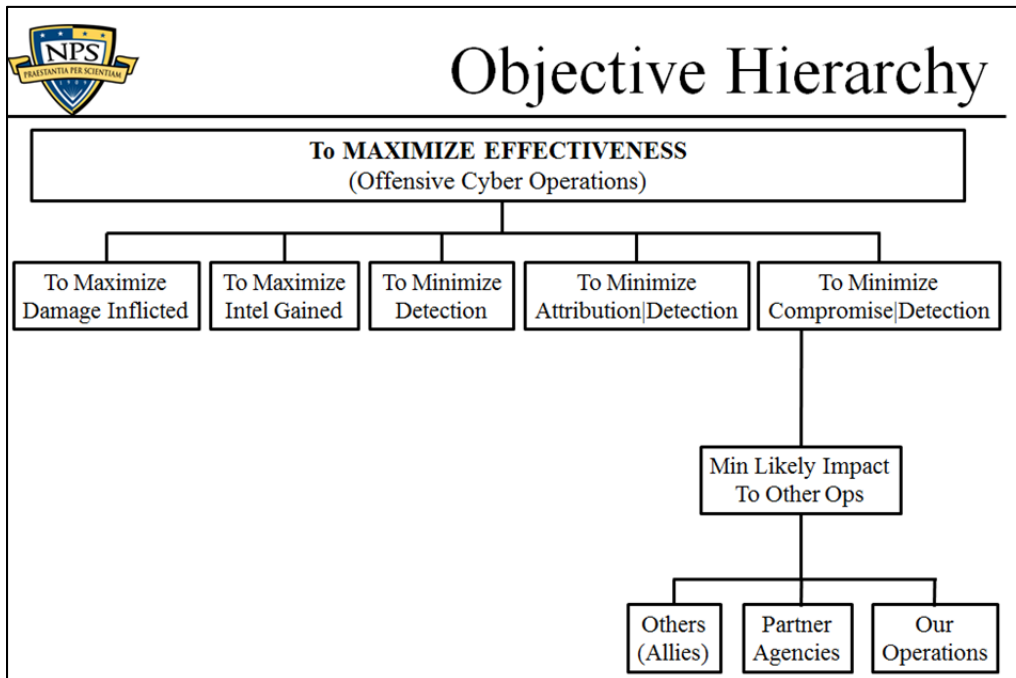 NPS
PRAESTANTIA PER SCIENTIAM
Objective Hierarchy
To MAXIMIZE EFFECTIVENESS
(Offensive Cyber Operations)
To Maximize
Damage Inflicted
To Maximize
Intel Gained
To Minimize
Detection
To Minimize
Attribution|Detection
To Minimize
Compromise|Detection
Min Likely Impact
To Other Ops
Others
(Allies)
Partner
Agencies
Our
Operations